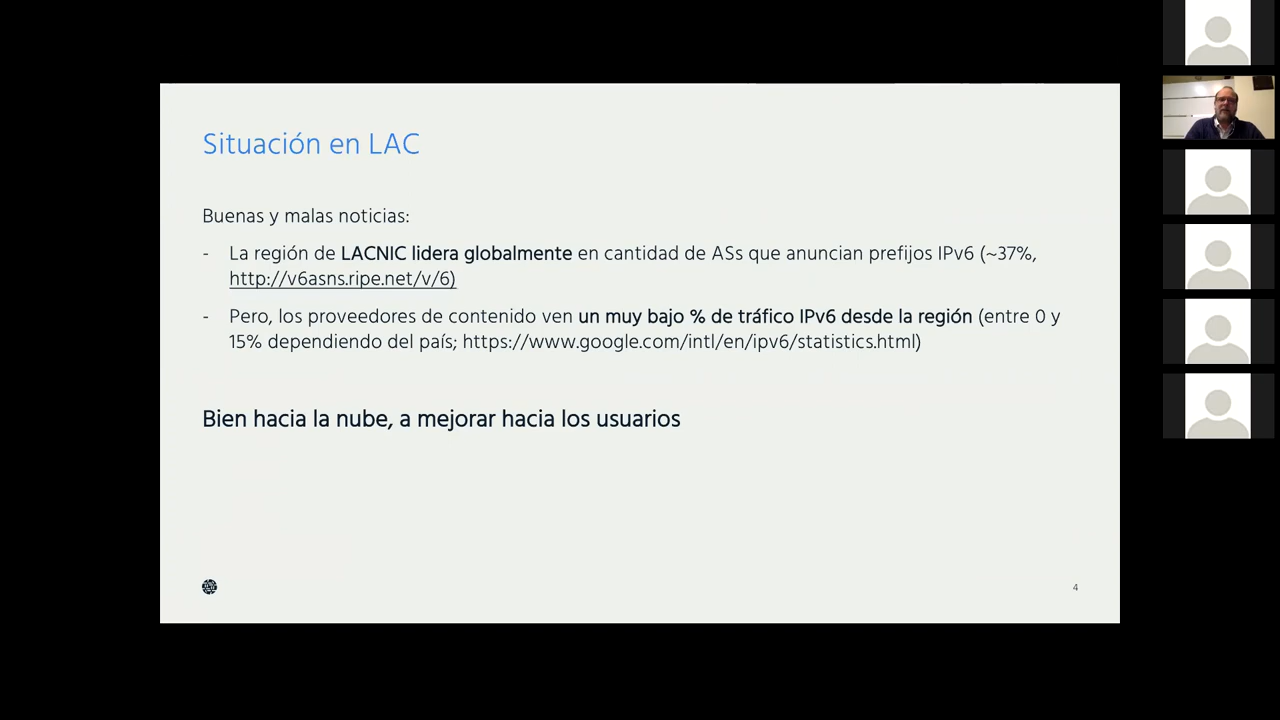 Situación en LAC
Buenas y malas noticias:
- La región de LACNIC lidera globalmente en cantidad de ASs que anuncian prefijos IPv6 (~37%,
http://v6asns.ripe.net/v/6)
- Pero, los proveedores de contenido ven un muy bajo % de tráfico IPv6 desde la región (entre 0 y
15% dependiendo del país; https://www.google.com/intl/en/ipv6/statistics.html)
Bien hacia la nube, a mejorar hacia los usuarios
4